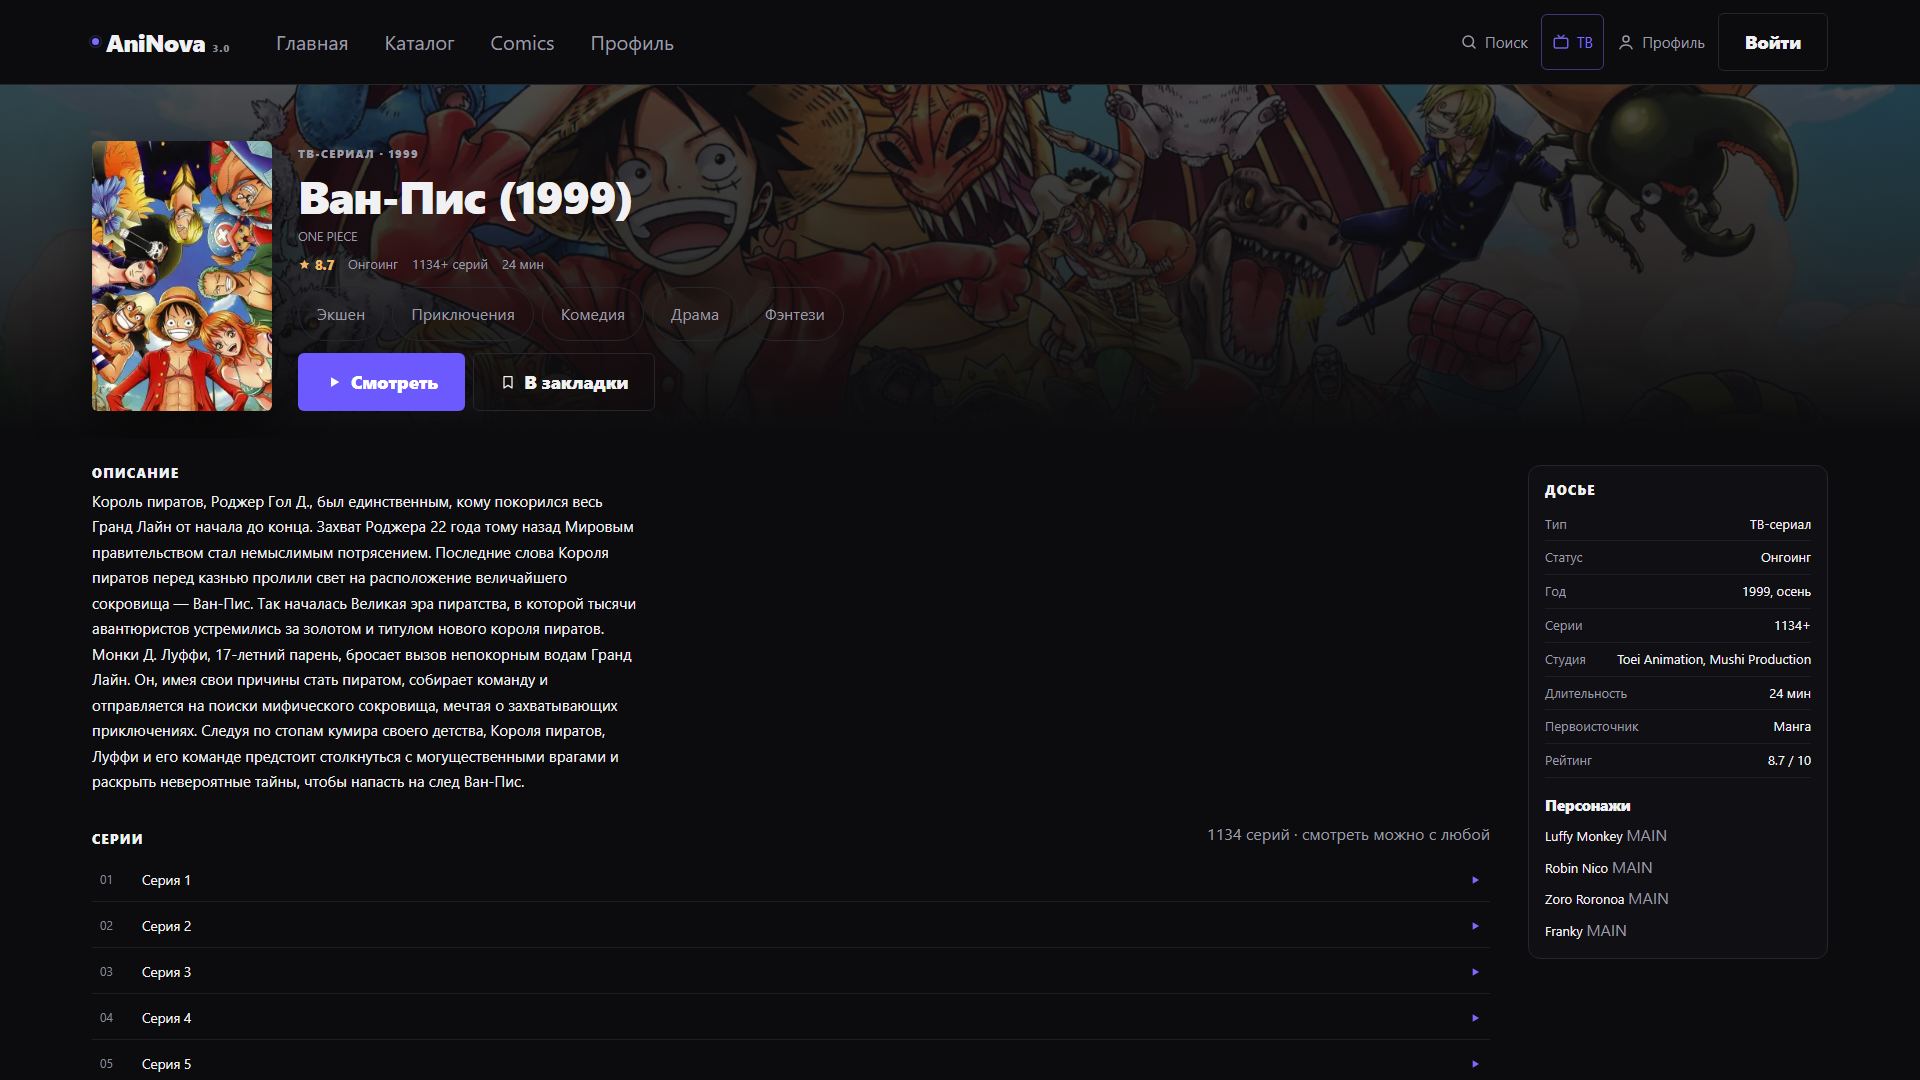 AniNova 3.0
Главная
Каталог
Comics
Профиль
Поиск
ТВ
Профиль
Войти
ТВ-СЕРИАЛ · 1999
Ван-Пис (1999)
ONE PIECE
★ 8.7 Онгоинг 1134+ серий 24 мин
Экшен
Приключения
Комедия
Драма
Фэнтези
Смотреть
В закладки
ОПИСАНИЕ
Король пиратов, Роджер Гол Д., был единственным, кому покорился весь
Гранд Лайн от начала до конца. Захват Роджера 22 года тому назад Мировым
правительством стал немыслимым потрясением. Последние слова Короля
пиратов перед казнью пролили свет на расположение величайшего
сокровища — Ван-Пис. Так началась Великая эра пиратства, в которой тысячи
авантюристов устремились за золотом и титулом нового короля пиратов.
Монки Д. Луффи, 17-летний парень, бросает вызов непокорным водам Гранд
Лайн. Он, имея свои причины стать пиратом, собирает команду и
отправляется на поиски мифического сокровища, мечтая о захватывающих
приключениях. Следуя по стопам кумира своего детства, Короля пиратов,
Луффи и его команде предстоит столкнуться с могущественными врагами и
раскрыть невероятные тайны, чтобы напасть на след Ван-Пис.
СЕРИИ
1134 серий · смотреть можно с любой
01 Серия 1
02 Серия 2
03 Серия 3
04 Серия 4
05 Серия 5
ДОСЬЕ
Тип ТВ-сериал
Статус Онгоинг
Год 1999, осень
Серии 1134+
Студия Toei Animation, Mushi Production
Длительность 24 мин
Первоисточник Манга
Рейтинг 8.7 / 10
Персонажи
Luffy Monkey MAIN
Robin Nico MAIN
Zoro Roronoa MAIN
Franky MAIN